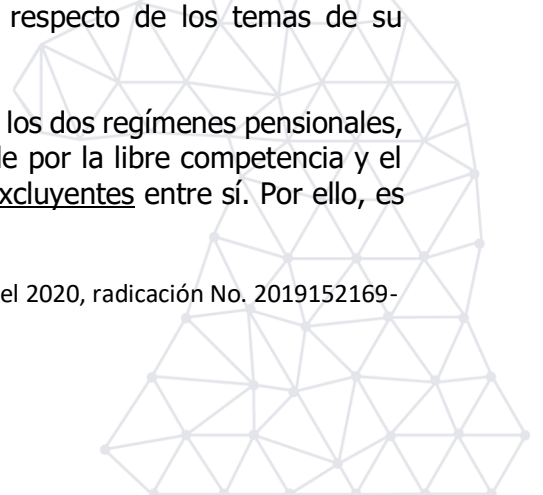 respecto de los temas de su
los dos regímenes pensionales,
de por la libre competencia y el
xcluyentes entre sí. Por ello, es
el 2020, radicación No. 2019152169-